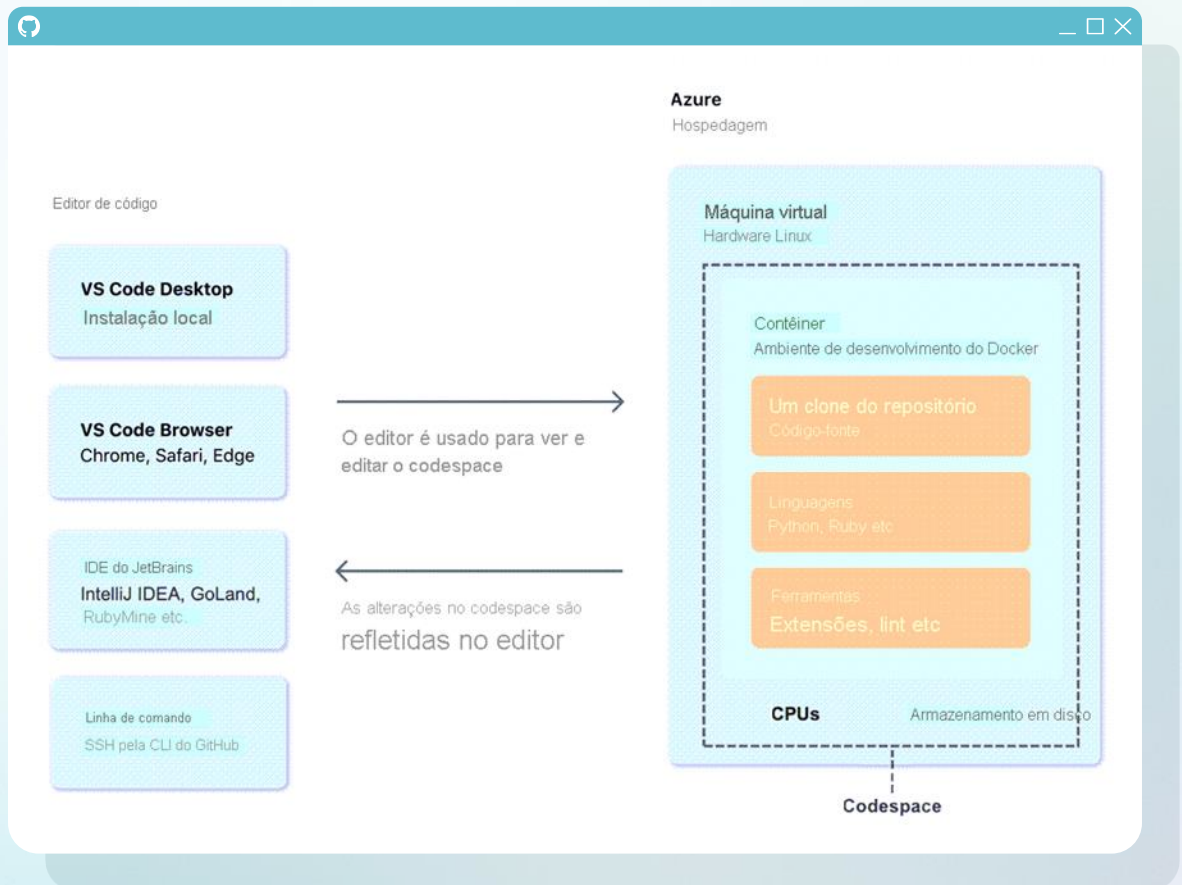 Azure
Hospedagem
Editor de código
VS Code Desktop
Instalação local
VS Code Browser
Chrome, Safari, Edge
IDE do JetBrains
IntelliJ IDEA, GoLand,
RubyMine etc.
Linha de comando
SSH pela CLI do GitHub
O editor é usado para ver e
editar o codespace
As alterações no codespace são
refletidas no editor
Máquina virtual
Hardware Linux
Contêiner
Ambiente de desenvolvimento do Docker
Um clone do repositório
Código-fonte
Linguagens
Python, Ruby etc
Ferramentas
Extensões, lint etc
CPUs
Armazenamento em disco
Codespace